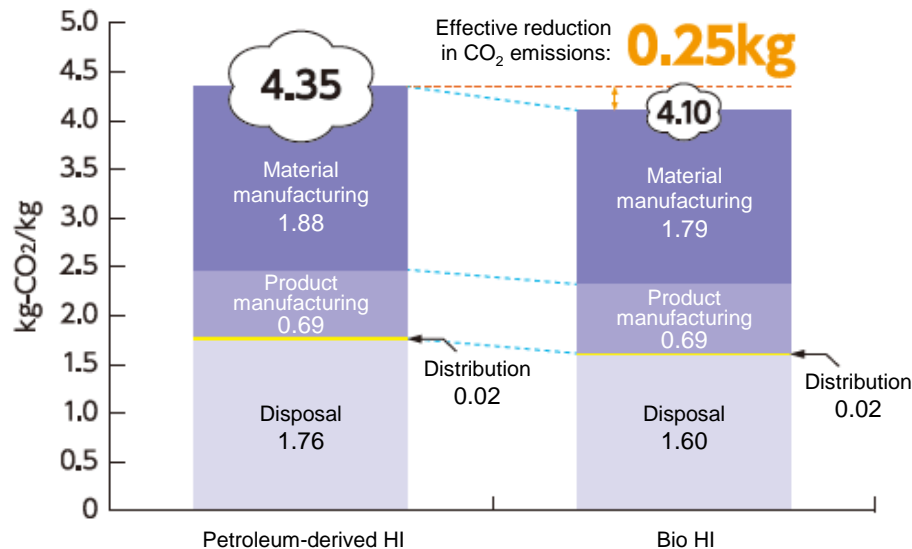 5.0
4.5
4.0
3.5
3.0
2.5
2.0
1.5
1.0
0.5
0
kg-CO2/kg
Effective reduction
in CO2 emissions:
0.25kg
4.35
Material
manufacturing
1.88
Product
manufacturing
0.69
Distribution
0.02
Disposal
1.76
Petroleum-derived HI
4.10
Material
manufacturing
1.79
Product
manufacturing
0.69
Distribution
0.02
Disposal
1.60
Bio HI